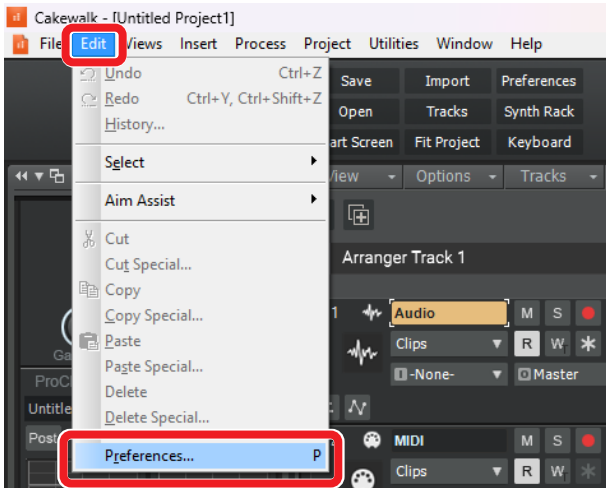 Cakewalk - [Untitled Project1]
File Edit Views Insert Process Project Utilities Window Help
Undo Ctrl+Z
Redo Ctrl+Y, Ctrl+Shift+Z
History...
Select
Aim Assist
Cut
Cut Special...
Copy
Copy Special...
Paste
Paste Special...
Delete
Delete Special...
Preferences... P
Save Import Preferences
Open Tracks Synth Rack
art Screen Fit Project Keyboard
View Options Tracks
Arranger Track 1
1 Audio M S
Clips R W
I -None- O Master
MIDI M S
Clips R W
Ga
ProC
Untitle
Post